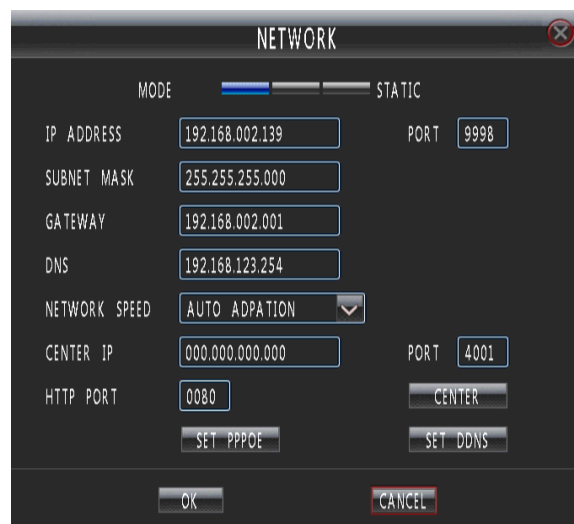 NETWORK
MODE STATIC
IP ADDRESS 192.168.002.139 PORT 9998
SUBNET MASK 255.255.255.000
GATEWAY 192.168.002.001
DNS 192.168.123.254
NETWORK SPEED AUTO ADPATION
CENTER IP 000.000.000.000 PORT 4001
HTTP PORT 0080 CENTER
SET PPPOE SET DDNS
OK CANCEL